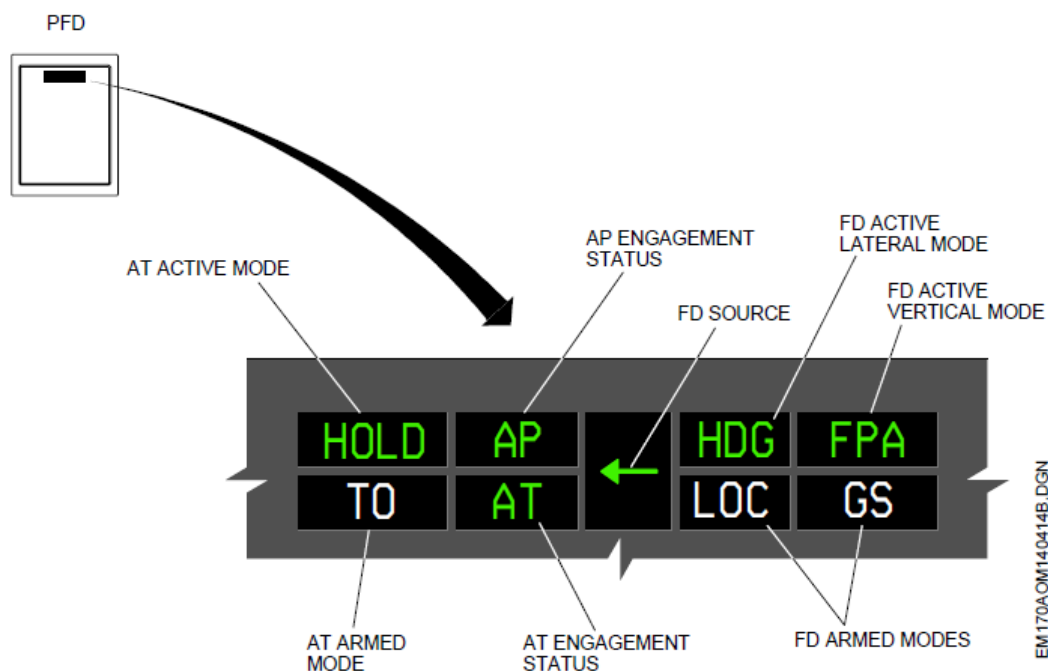 PFD
FD ACTIVE
LATERAL MODE
AP ENGAGEMENT
STATUS
AT ACTIVE MODE
FD ACTIVE
VERTICAL MODE
FD SOURCE
HOLD AP HDG FPA
TO AT LOC GS
AT ARMED
MODE
AT ENGAGEMENT
STATUS
FD ARMED MODES
EM170AOM140414B.DGN